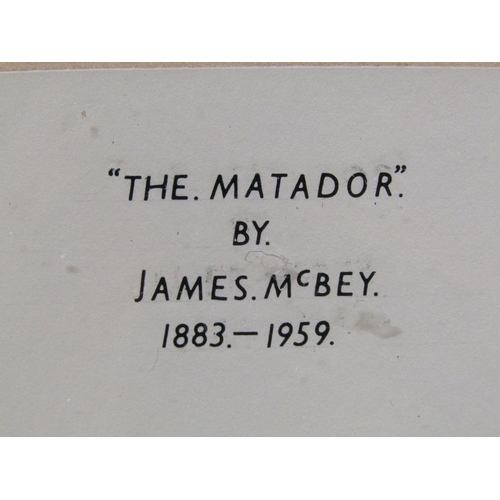 “THE. MATADOR.”
BY.
JAMES. McBEY.
1883.—1959.